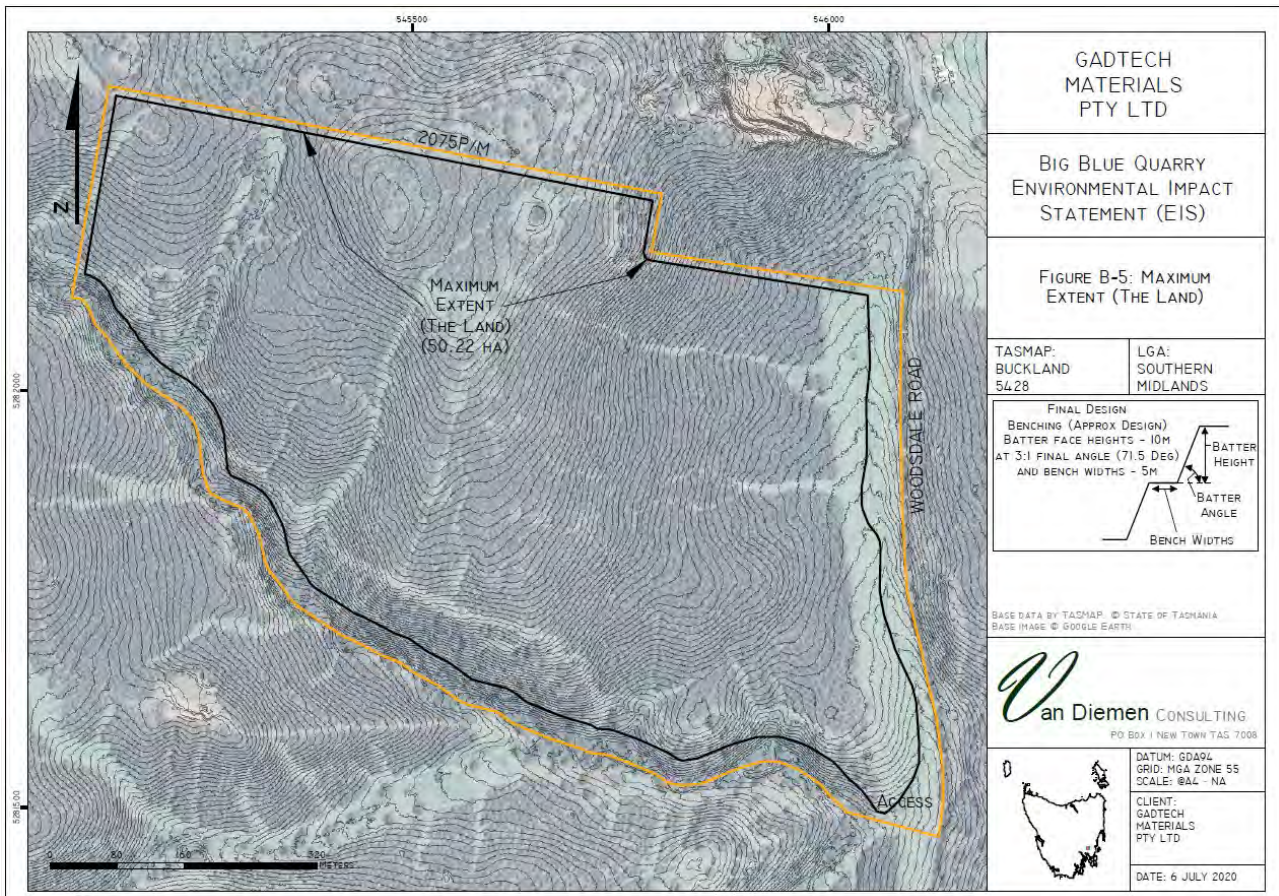 545500
546000
2075P/M
N
Maximum
Extent
(The Land)
(50.22 ha)
Woodsdale Road
5282000
5281500
Access
0 80 160 320
Meters
GADTECH
MATERIALS
PTY LTD
Big Blue Quarry
Environmental Impact
Statement (EIS)
Figure B-5: Maximum
Extent (The Land)
TASMAP:
BUCKLAND
5428
LGA:
SOUTHERN
MIDLANDS
Final Design
Benching (Approx Design)
Batter face heights - 10m
at 3:1 final angle (71.5 deg)
and bench widths - 5m
Batter
Height
Batter
Angle
Bench Widths
Base data by TASMAP. © State of Tasmania
Base image © Google Earth
Van Diemen Consulting
PO Box 1 New Town TAS 7008
DATUM: GDA94
GRID: MGA ZONE 55
SCALE: @A4 - NA
CLIENT:
GADTECH
MATERIALS
PTY LTD
DATE: 6 JULY 2020